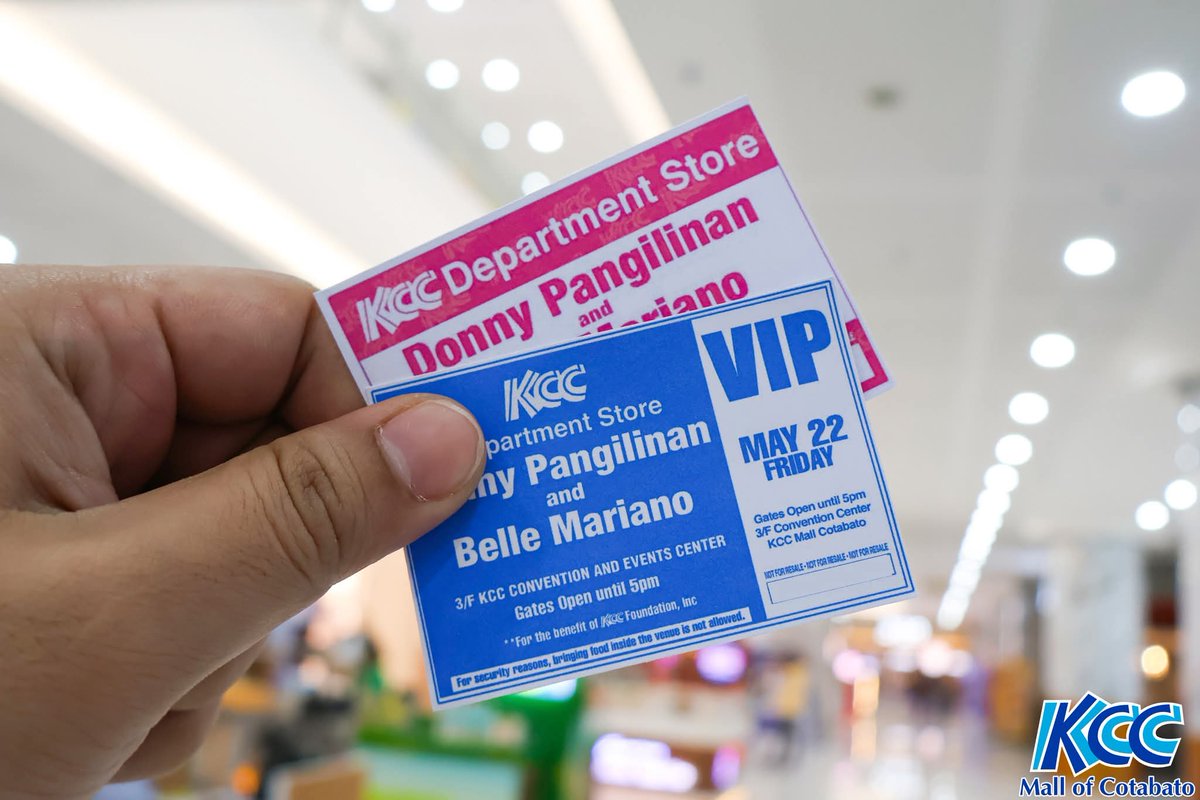 KCC Department Store
Donny Pangilinan
and
Mariano
KCC
Department Store
Pangilinan
and
Belle Mariano
3/F KCC CONVENTION AND EVENTS CENTER
Gates Open until 5pm
**For the benefit of KCC Foundation, Inc
For security reasons, bringing food inside the venue is not allowed.
VIP
MAY 22
FRIDAY
Gates Open until 5pm
3/F Convention Center
KCC Mall Cotabato
NOT FOR RESALE • NOT FOR RESALE • NOT FOR RESALE
KCC
Mall of Cotabato